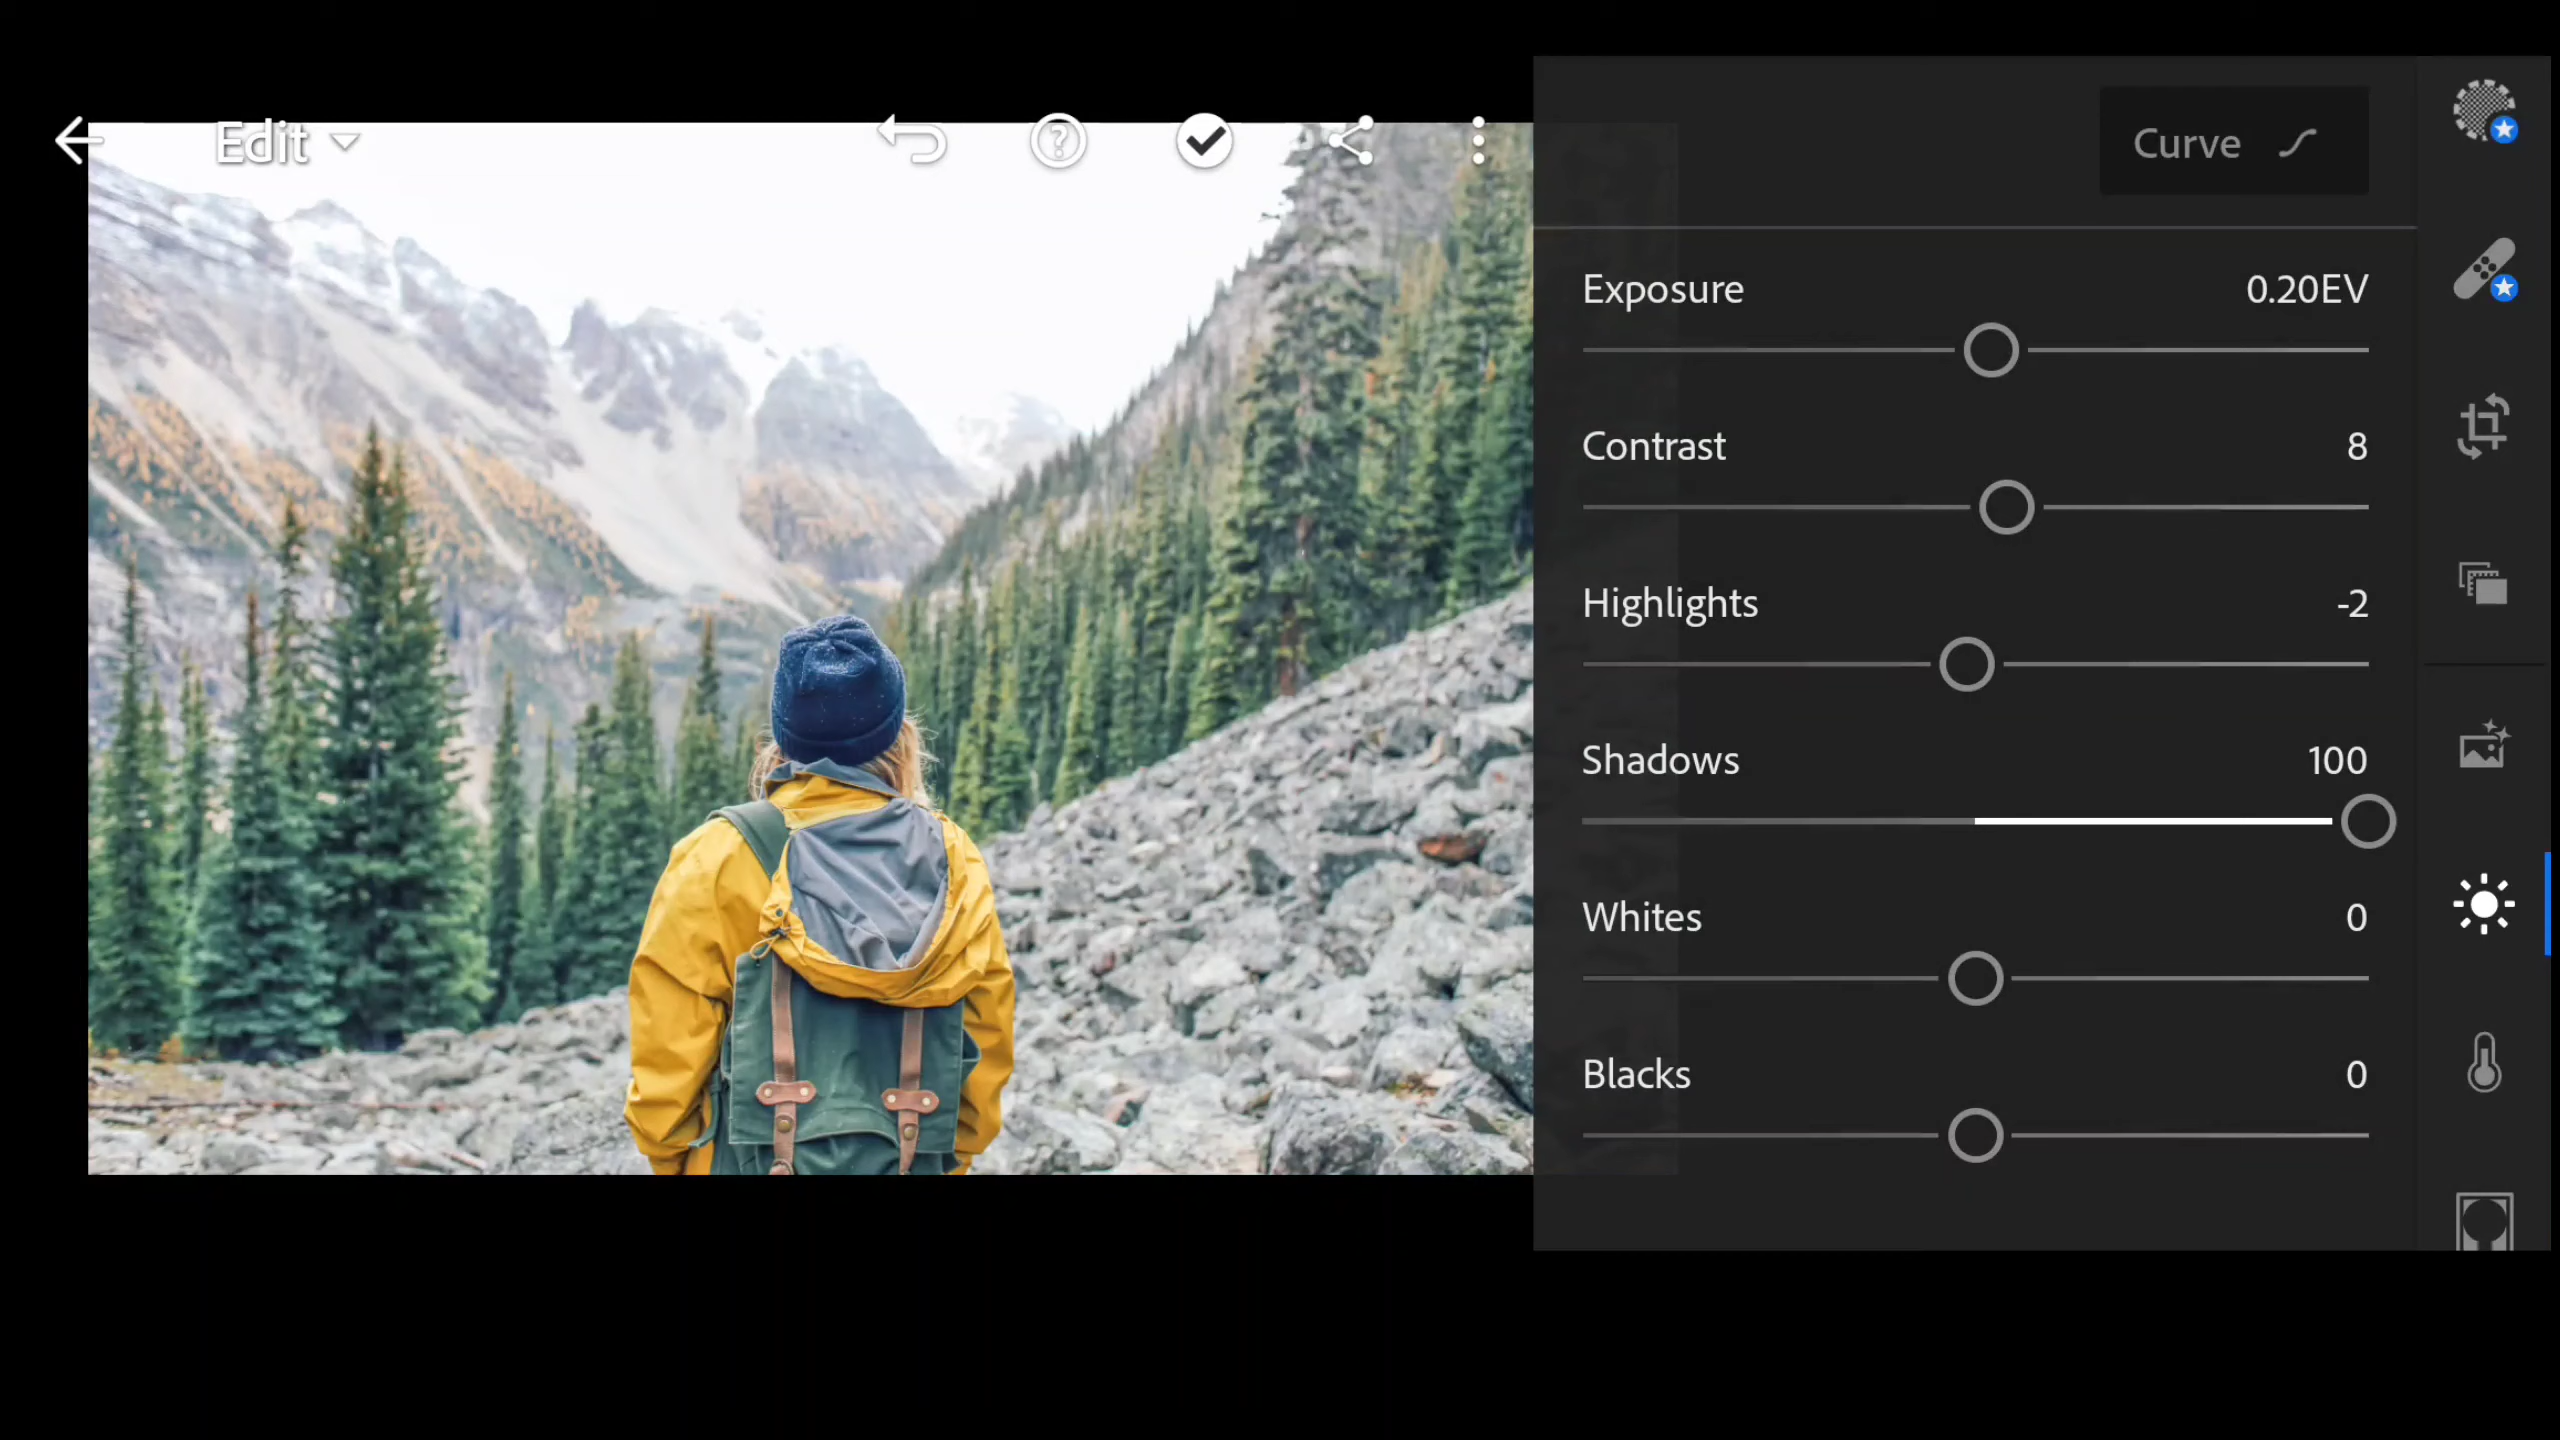 Edit
Curve
Exposure 0.20EV
Contrast 8
Highlights -2
Shadows 100
Whites 0
Blacks 0